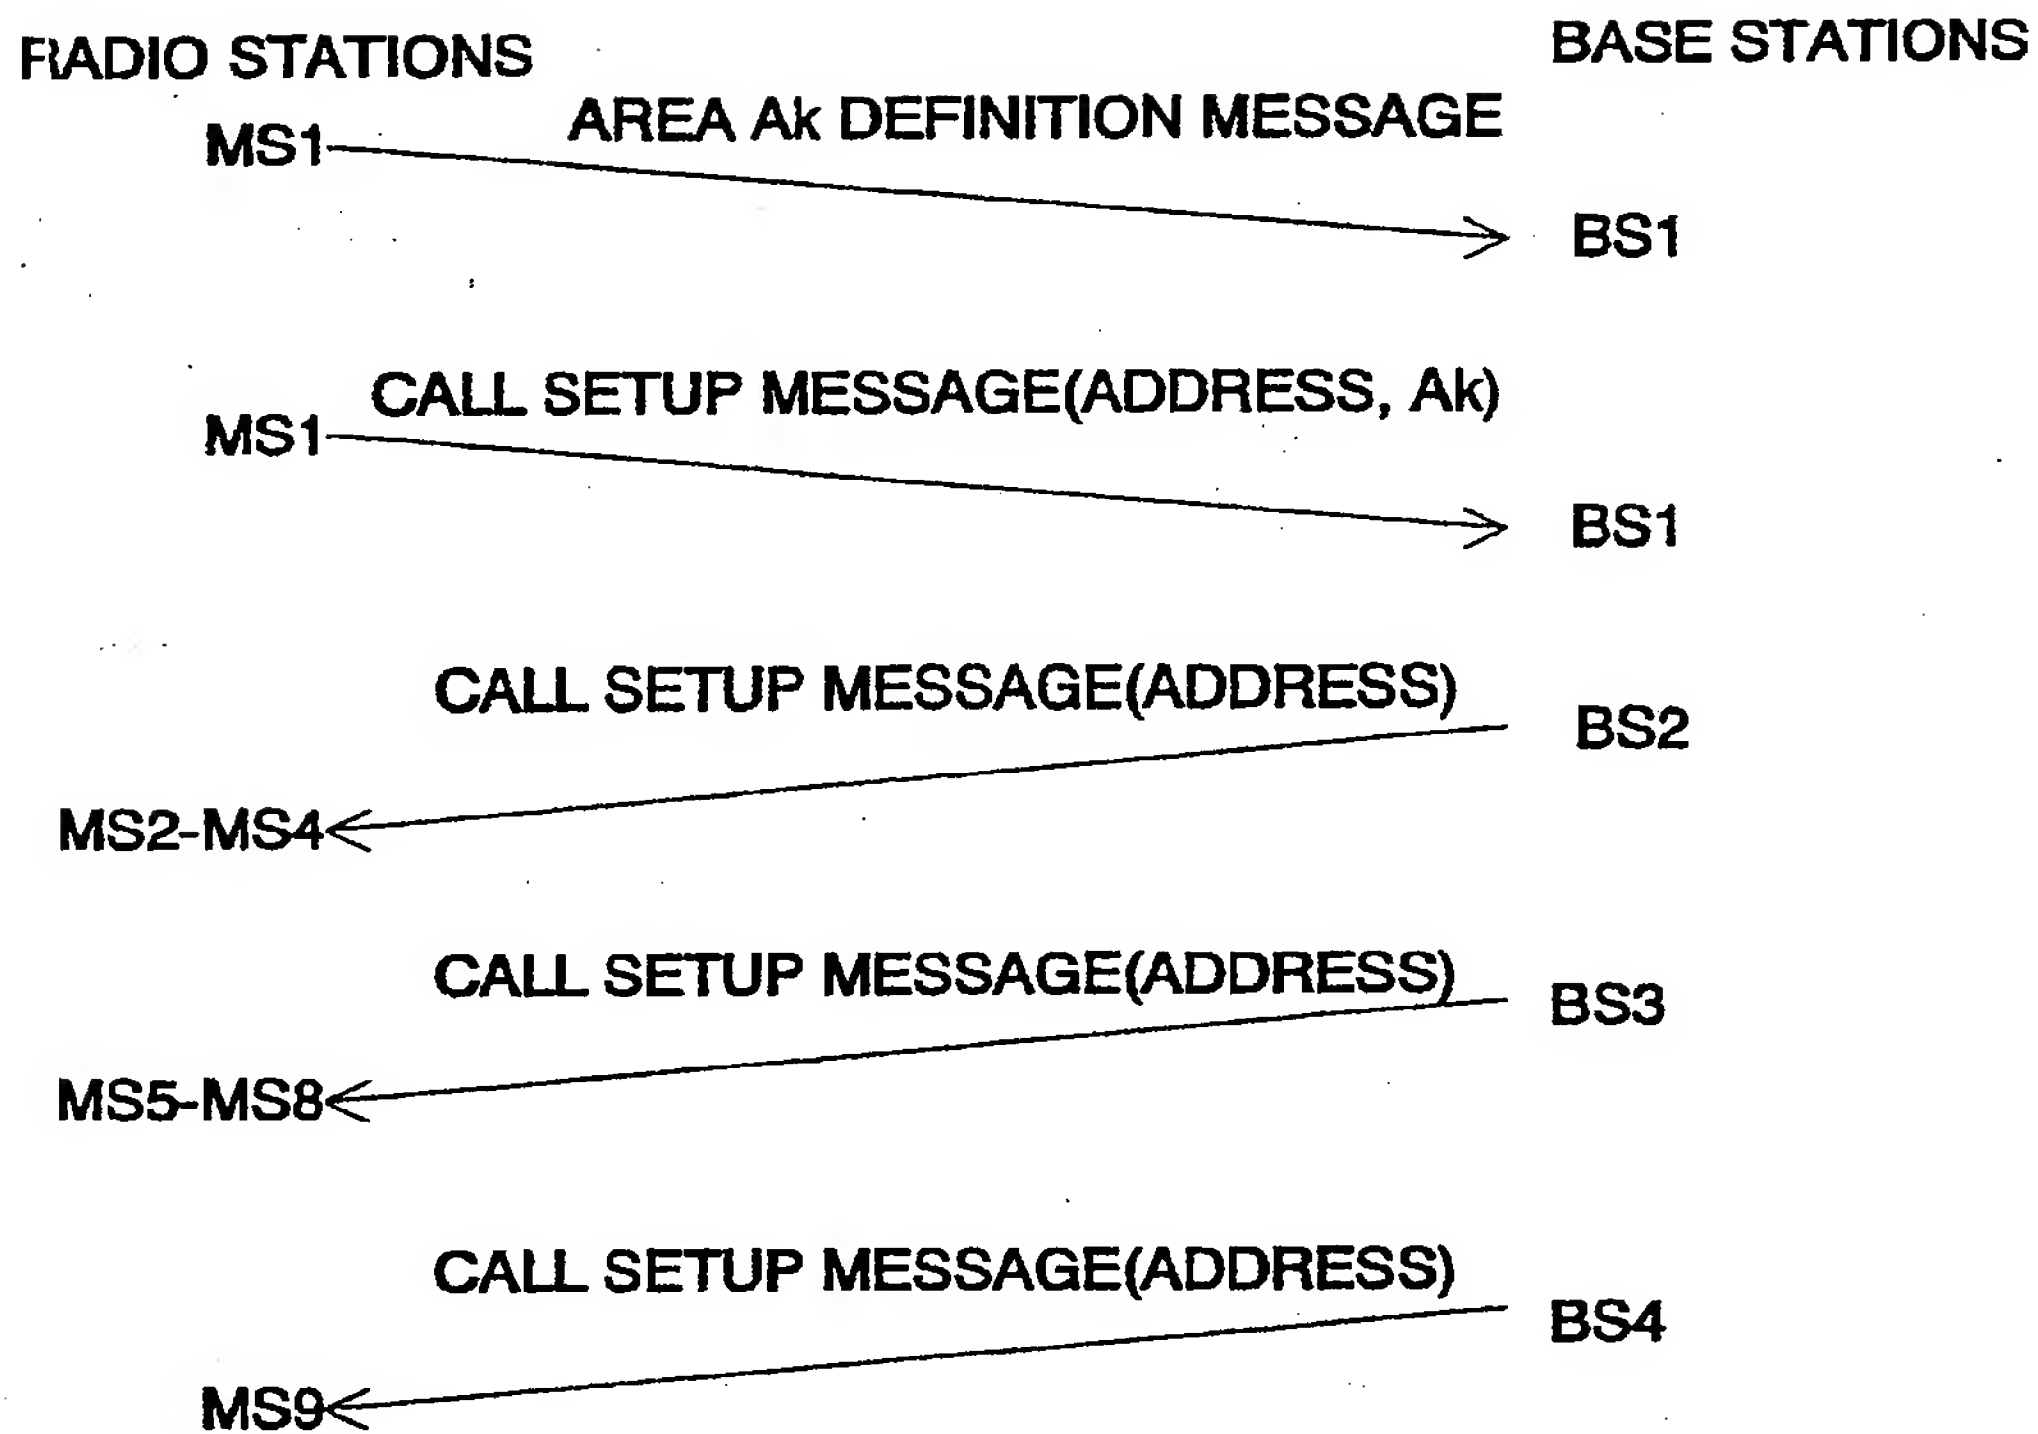 RADIO STATIONS BASE STATIONS
AREA Ak DEFINITION MESSAGE
MS1
BS1
CALL SETUP MESSAGE(ADDRESS, Ak)
MS1
BS1
CALL SETUP MESSAGE(ADDRESS)
BS2
MS2-MS4
CALL SETUP MESSAGE(ADDRESS)
BS3
MS5-MS8
CALL SETUP MESSAGE(ADDRESS)
BS4
MS9